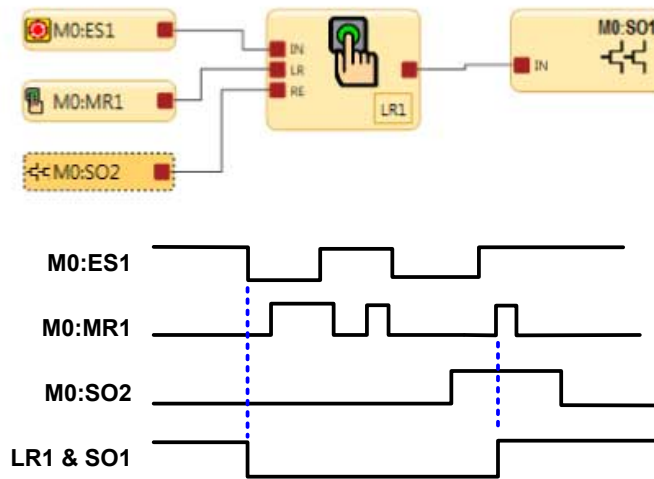 M0:ES1
M0:MR1
M0:SO2
IN
LR
RE
LR1
M0:SO1
IN
M0:ES1
M0:MR1
M0:SO2
LR1 & SO1